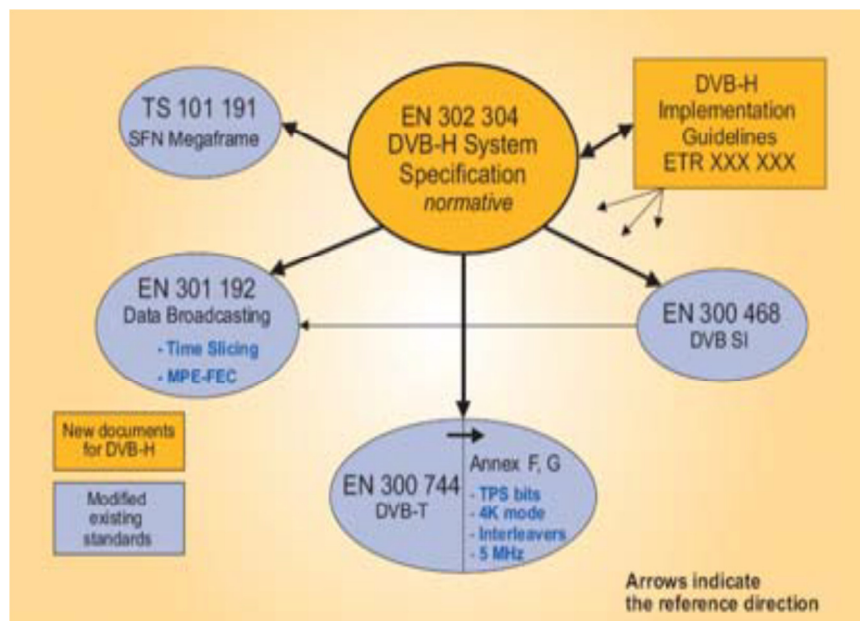 TS 101 191
SFN Megaframe
EN 302 304
DVB-H System
Specification
normative
DVB-H
Implementation
Guidelines
ETR XXX XXX
EN 301 192
Data Broadcasting
- Time Slicing
- MPE-FEC
EN 300 468
DVB SI
New documents
for DVB-H
Modified
existing
standards
EN 300 744
DVB-T
Annex F, G
- TPS bits
- 4K mode
- Interleavers
- 5 MHz
Arrows indicate
the reference direction